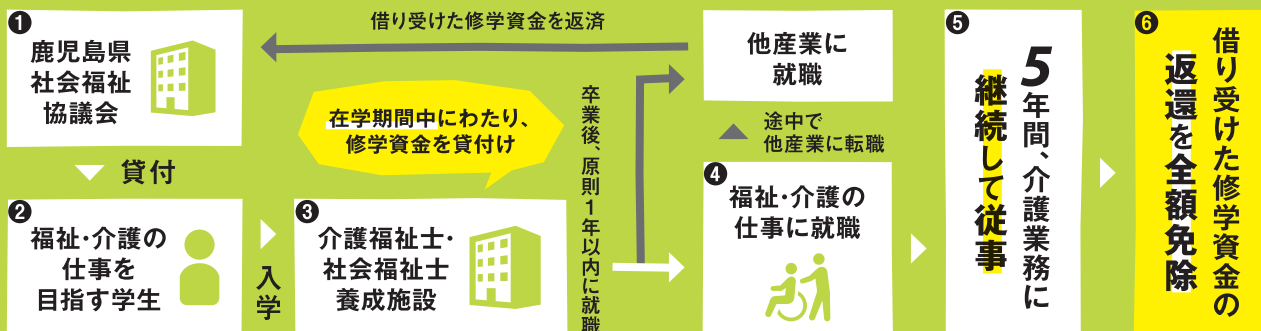 ❶
鹿児島県
社会福祉
協議会
貸付
❷
福祉・介護の
仕事を
目指す学生
入学
❸
介護福祉士・
社会福祉士
養成施設
在学期間中にわたり、
修学資金を貸付け
卒業後、原則1年以内に就職
借り受けた修学資金を返済
他産業に
就職
途中で
他産業に転職
❹
福祉・介護の
仕事に就職
❺
5年間、介護業務に
継続して従事
❻
借り受けた修学資金の
返還を全額免除